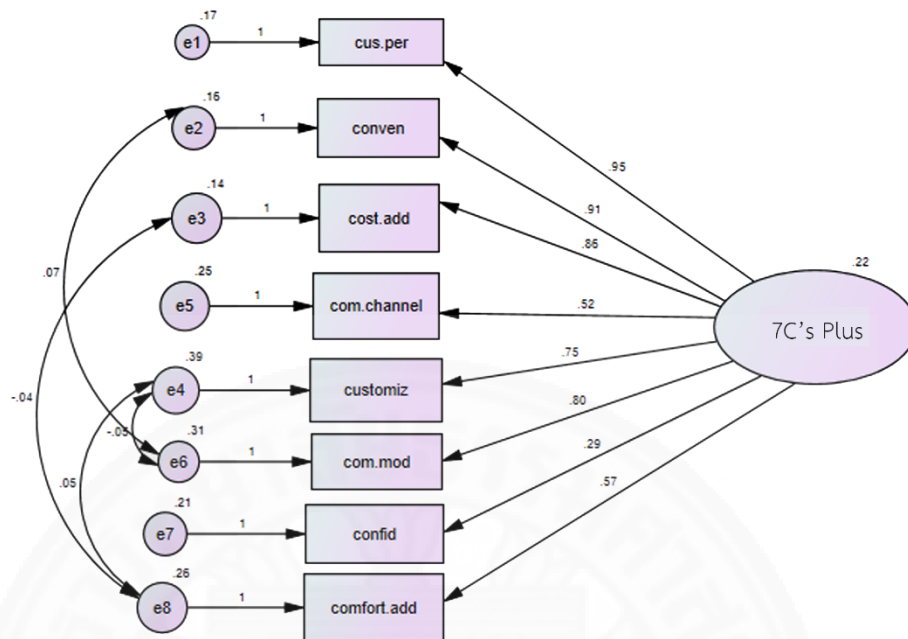 .17
e1
1
cus.per
.16
e2
1
conven
.95
.14
e3
1
cost.add
.91
.86
.07
.25
e5
1
com.channel
.52
.22
7C's Plus
.39
e4
1
customiz
.75
-.04
-.05
.31
e6
1
com.mod
.80
.05
.21
e7
1
confid
.29
.26
e8
1
comfort.add
.57